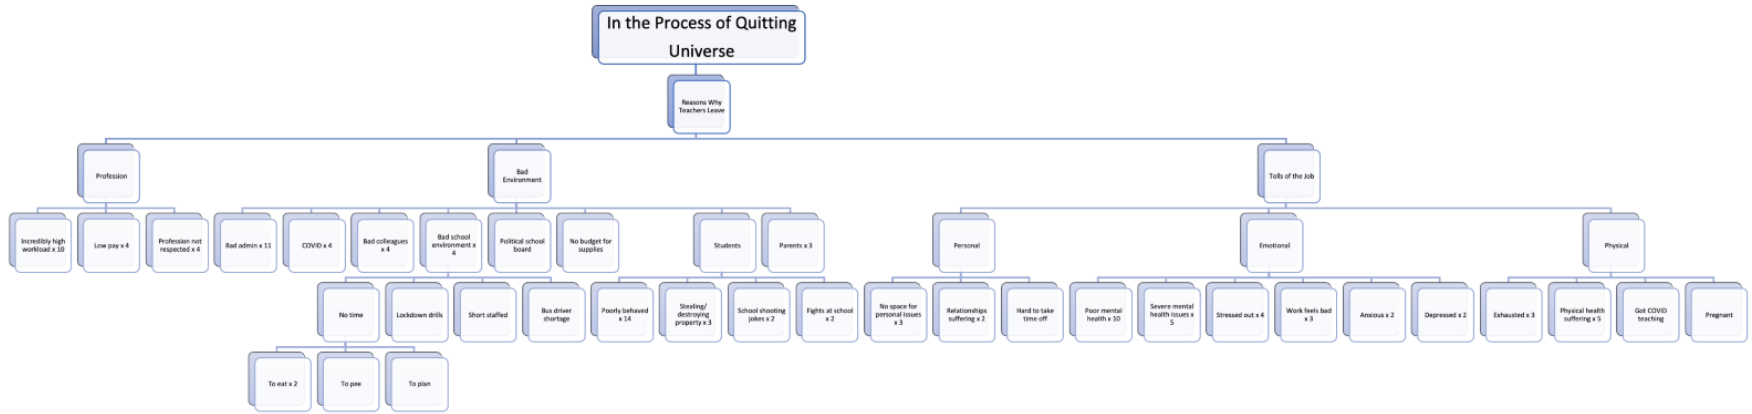 In the Process of Quitting
Universe
Reasons Why
Teachers Leave
Profession
Bad
Environment
Tolls of the Job
Incredibly high
workload x 10
Low pay x 4
Profession not
respected x 4
Bad admin x 11
COVID x 4
Bad colleagues
x 4
Bad school
environment x
4
Political school
board
No budget for
supplies
Students
Parents x 3
Personal
Emotional
Physical
No time
Lockdown drills
Short staffed
Bus driver
shortage
Poorly behaved
x 14
Stealing/
destroying
property x 3
School shooting
jokes x 2
Fights at school
x 2
No space for
personal issues
x 3
Relationships
suffering x 2
Hard to take
time off
Poor mental
health x 10
Severe mental
health issues x
5
Stressed out x 4
Work feels bad
x 3
Anxious x 2
Depressed x 2
Exhausted x 3
Physical health
suffering x 5
Got COVID
teaching
Pregnant
To eat x 2
To pee
To plan